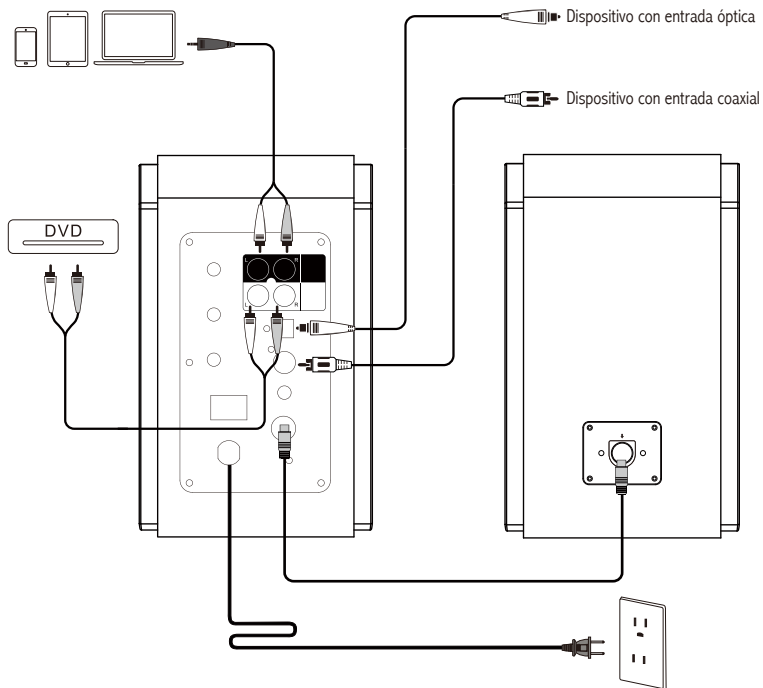 Dispositivo con entrada óptica
Dispositivo con entrada coaxial
DVD
L R
L R